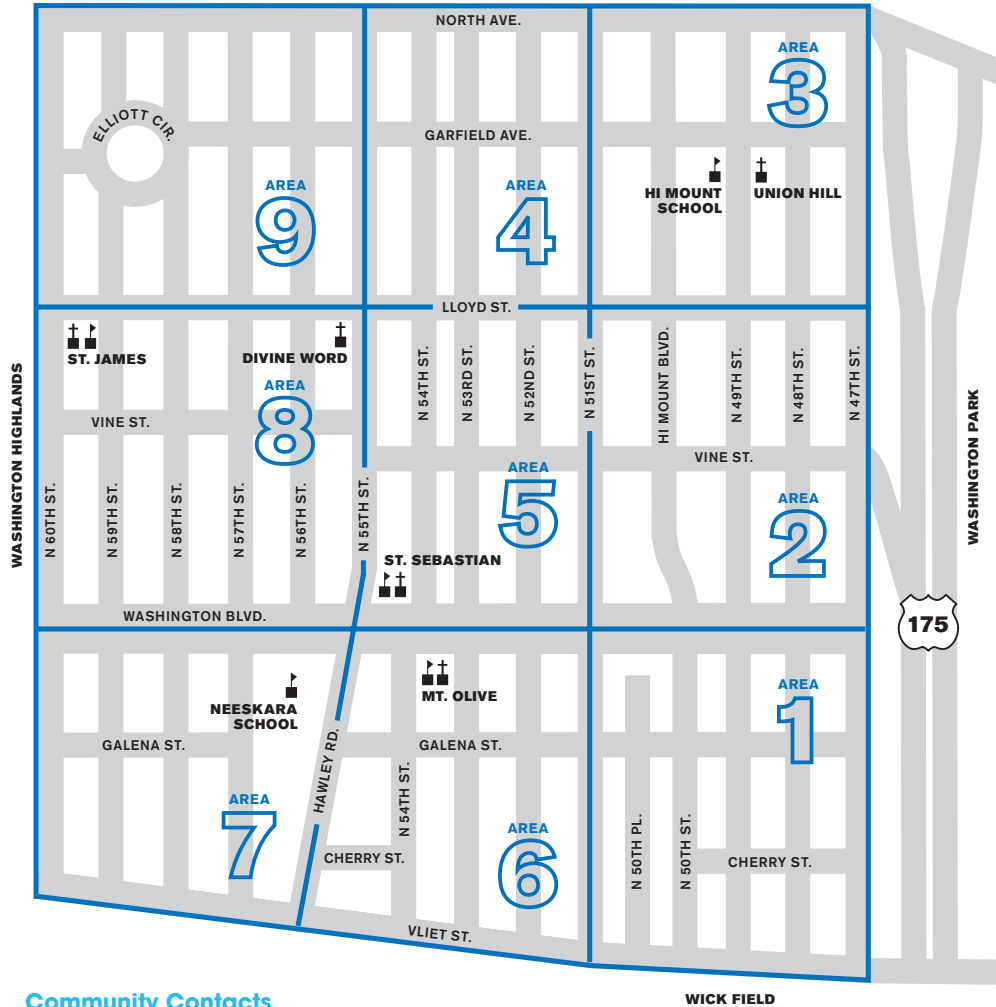 NORTH AVE.
AREA
3
ELLIOTT CIR.
GARFIELD AVE.
AREA
9
AREA
4
HI MOUNT
SCHOOL
UNION HILL
LLOYD ST.
ST. JAMES
DIVINE WORD
WASHINGTON HIGHLANDS
AREA
8
VINE ST.
N 54TH ST.
N 53RD ST.
N 52ND ST.
N 51ST ST.
HI MOUNT BLVD.
N 49TH ST.
N 48TH ST.
N 47TH ST.
WASHINGTON PARK
VINE ST.
N 60TH ST.
N 59TH ST.
N 58TH ST.
N 57TH ST.
N 56TH ST.
N 55TH ST.
AREA
5
AREA
2
ST. SEBASTIAN
WASHINGTON BLVD.
175
NEESKARA
SCHOOL
MT. OLIVE
AREA
1
GALENA ST.
HAWLEY RD.
GALENA ST.
N 54TH ST.
AREA
7
AREA
6
CHERRY ST.
N 50TH PL.
N 50TH ST.
CHERRY ST.
VLIET ST.
Community Contacts
WICK FIELD